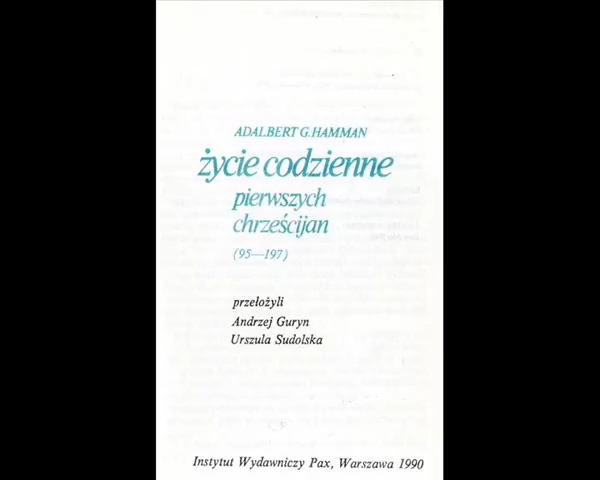 ADALBERT G. HAMMAN
życie codzienne
pierwszych
chrześcijan
(95—197)
przełożyli
Andrzej Guryn
Urszula Sudolska
Instytut Wydawniczy Pax, Warszawa 1990